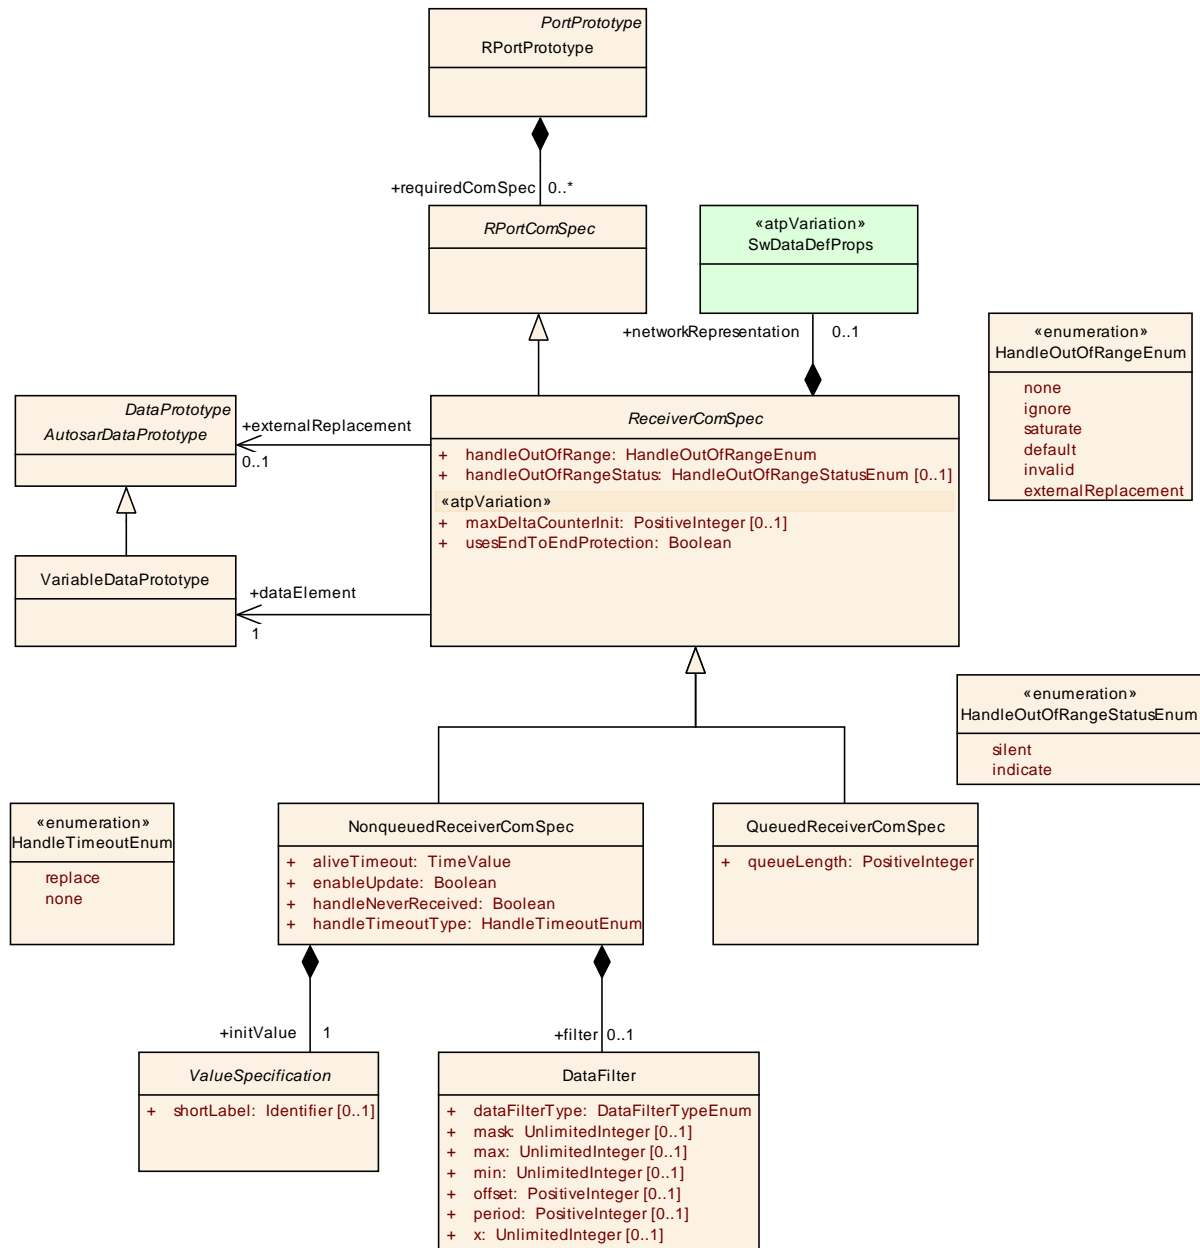 PortPrototype
RPortPrototype
+requiredComSpec 0..*
RPortComSpec
«atpVariation»
SwDataDefProps
+networkRepresentation 0..1
«enumeration»
HandleOutOfRangeEnum
none
ignore
saturate
default
invalid
externalReplacement
DataPrototype
AutosarDataPrototype
+externalReplacement
0..1
ReceiverComSpec
+ handleOutOfRange: HandleOutOfRangeEnum
+ handleOutOfRangeStatus: HandleOutOfRangeStatusEnum [0..1]
«atpVariation»
+ maxDeltaCounterInit: PositiveInteger [0..1]
+ usesEndToEndProtection: Boolean
VariableDataPrototype
+dataElement
1
«enumeration»
HandleOutOfRangeStatusEnum
silent
indicate
«enumeration»
HandleTimeoutEnum
replace
none
NonqueuedReceiverComSpec
+ aliveTimeout: TimeValue
+ enableUpdate: Boolean
+ handleNeverReceived: Boolean
+ handleTimeoutType: HandleTimeoutEnum
QueuedReceiverComSpec
+ queueLength: PositiveInteger
+initValue 1
+filter 0..1
ValueSpecification
+ shortLabel: Identifier [0..1]
DataFilter
+ dataFilterType: DataFilterTypeEnum
+ mask: UnlimitedInteger [0..1]
+ max: UnlimitedInteger [0..1]
+ min: UnlimitedInteger [0..1]
+ offset: PositiveInteger [0..1]
+ period: PositiveInteger [0..1]
+ x: UnlimitedInteger [0..1]